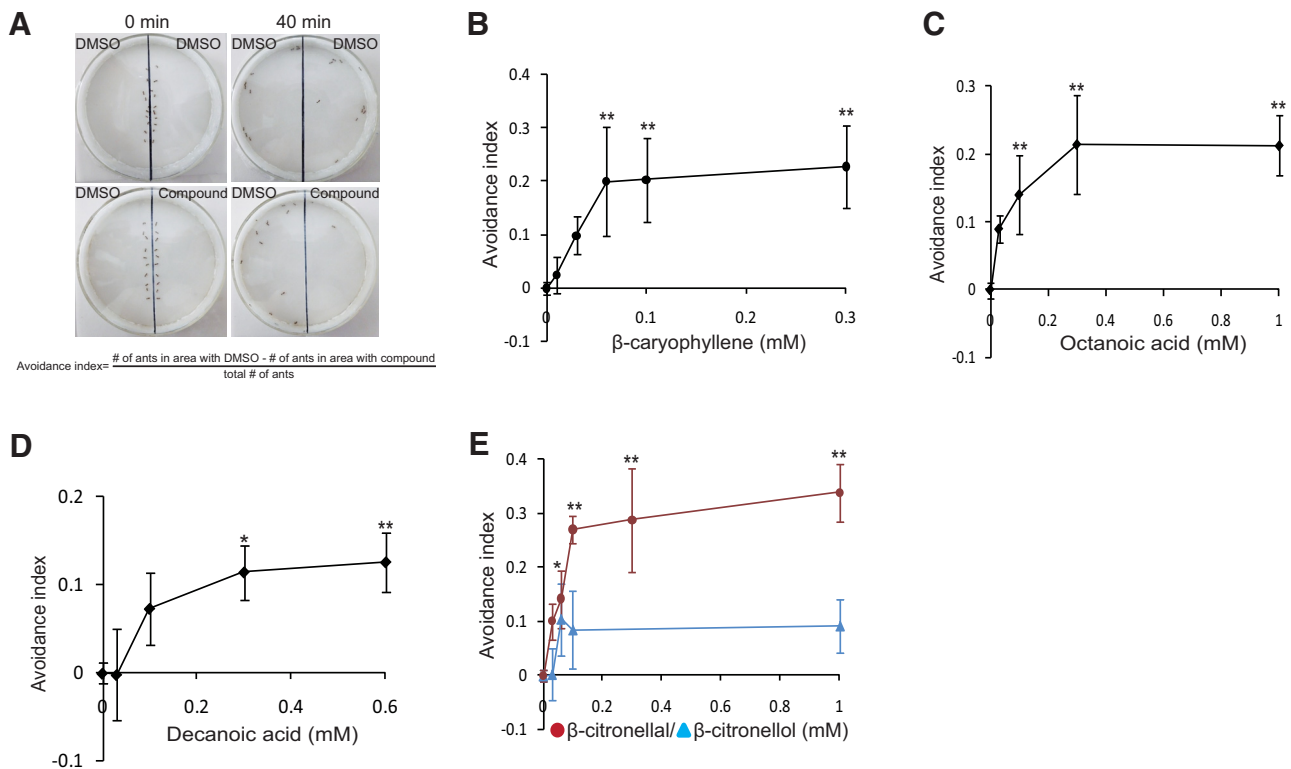 A
0 min
40 min
DMSO
DMSO
DMSO
DMSO
DMSO
Compound
DMSO
Compound
Avoidance index=
# of ants in area with DMSO - # of ants in area with compound
total # of ants
B
Avoidance index
0.4
0.3
0.2
0.1
0
-0.1
**
**
**
0
0.1
0.2
0.3
β-caryophyllene (mM)
C
Avoidance index
0.3
0.2
0.1
0
-0.1
**
**
**
0
0.2
0.4
0.6
0.8
1
Octanoic acid (mM)
D
Avoidance index
0.2
0.1
0
-0.1
*
**
0
0.2
0.4
0.6
Decanoic acid (mM)
E
Avoidance index
0.4
0.3
0.2
0.1
0
-0.1
*
**
**
**
0
0.2
0.4
0.6
0.8
1
β-citronellal/ β-citronellol (mM)